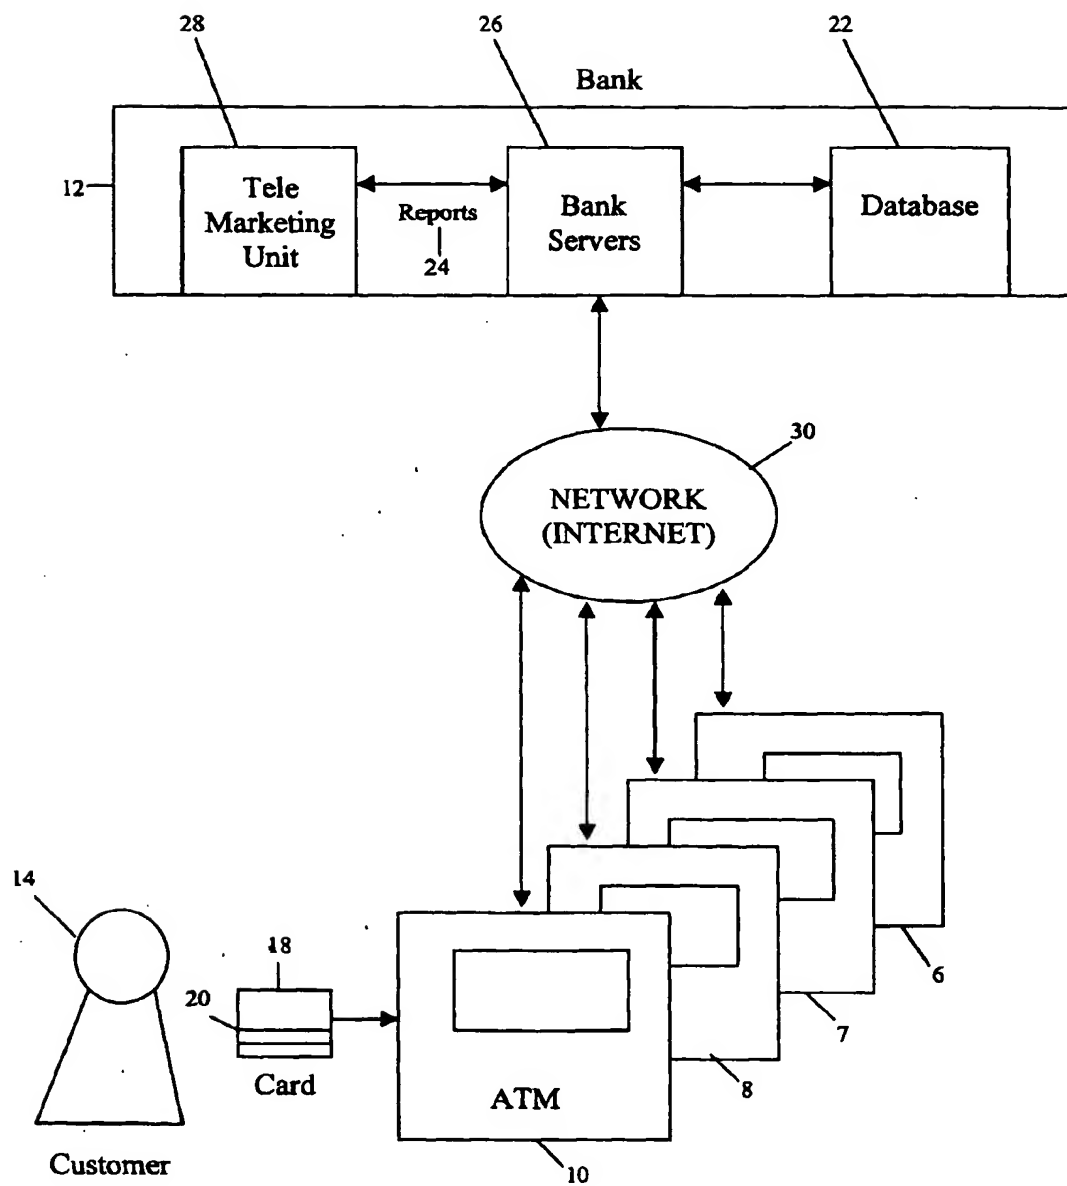 28
26
22
Bank
12
Tele
Marketing
Unit
Reports
24
Bank
Servers
Database
30
NETWORK
(INTERNET)
14
18
20
Card
Customer
ATM
10
8
7
6